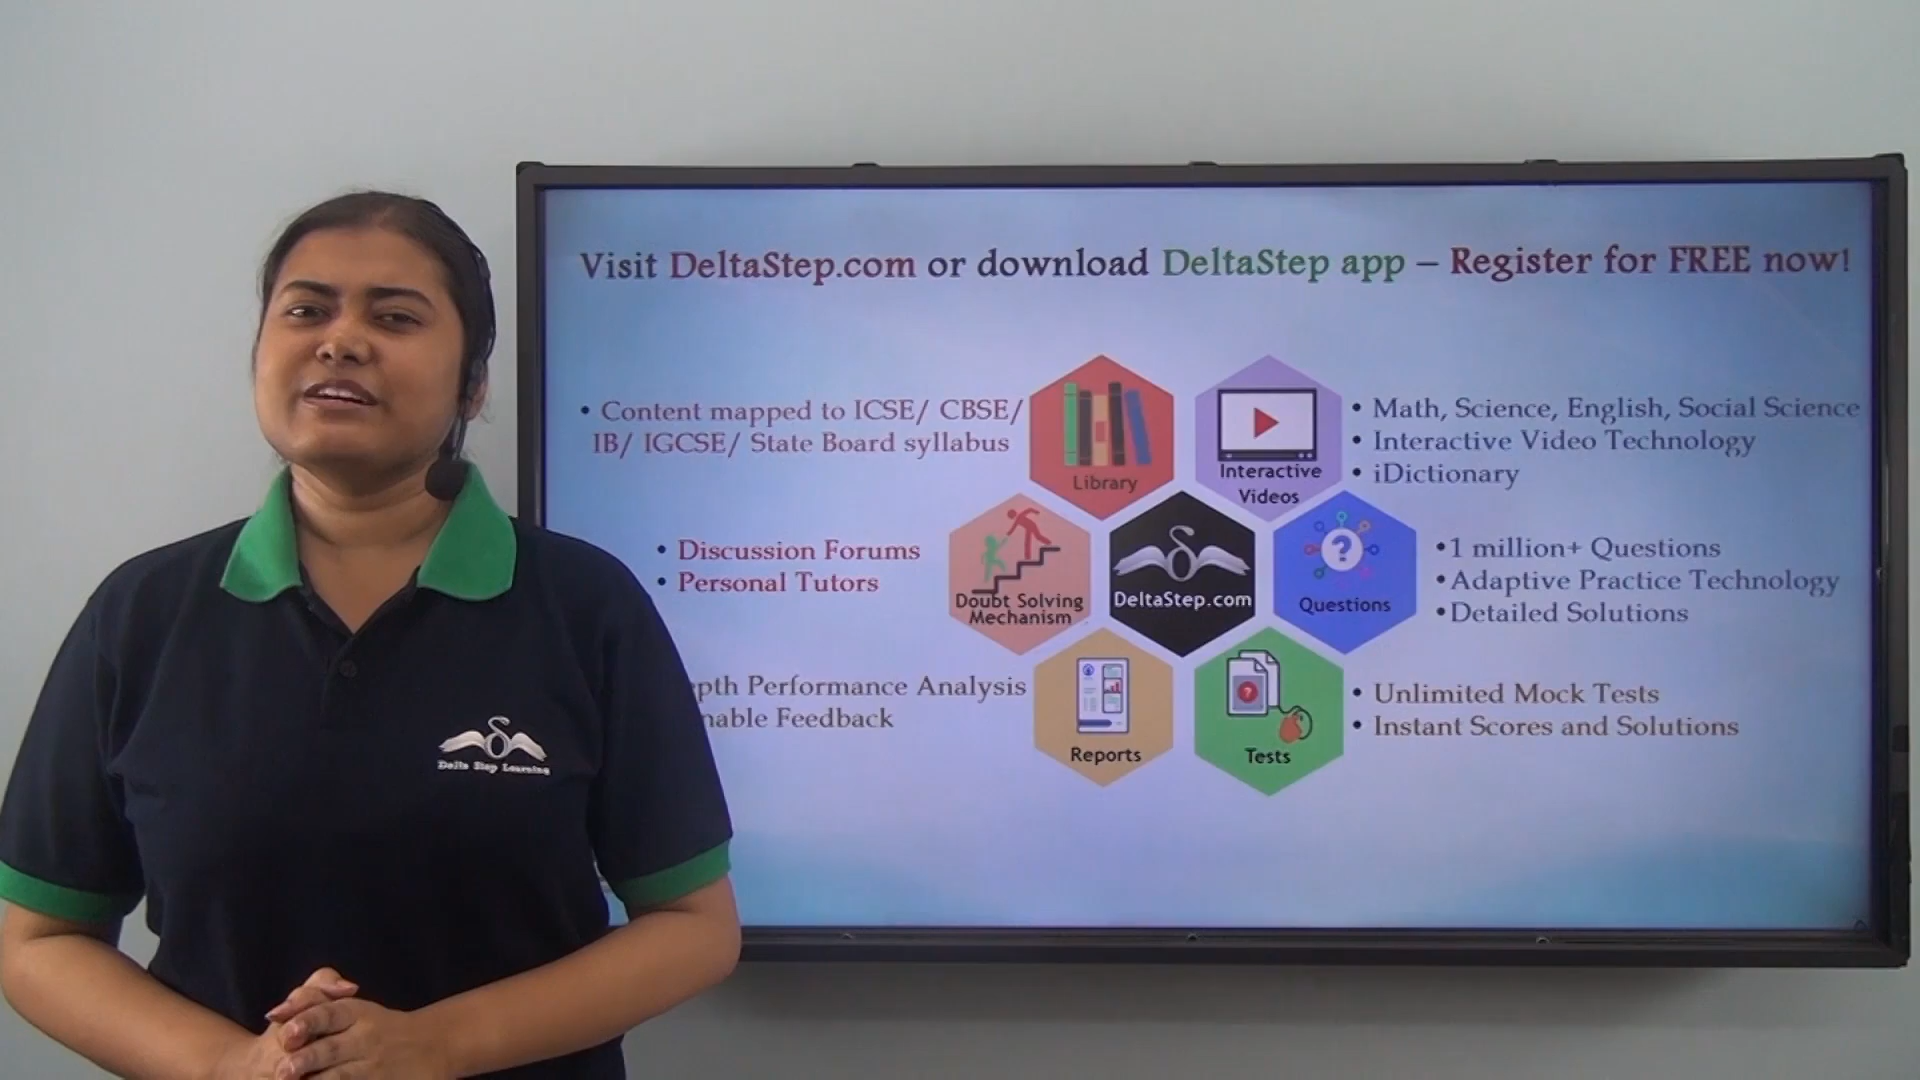 Visit DeltaStep.com or download DeltaStep app – Register for FREE now!
• Content mapped to ICSE/ CBSE/
IB/ IGCSE/ State Board syllabus
Library
Interactive
Videos
• Math, Science, English, Social Science
• Interactive Video Technology
• iDictionary
• Discussion Forums
• Personal Tutors
Doubt Solving
Mechanism
DeltaStep.com
?
Questions
•1 million+ Questions
•Adaptive Practice Technology
•Detailed Solutions
Performance Analysis
Feedback
Reports
?
Tests
• Unlimited Mock Tests
• Instant Scores and Solutions
Delta Step Learning